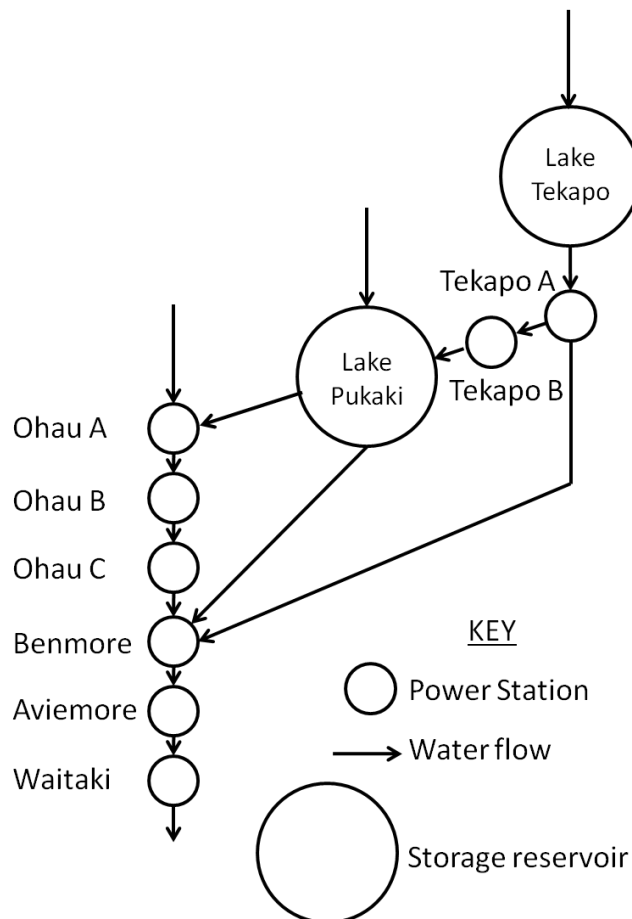 Lake
Tekapo
Tekapo A
Lake
Pukaki
Tekapo B
Ohau A
Ohau B
Ohau C
Benmore
Aviemore
Waitaki
KEY
Power Station
Water flow
Storage reservoir